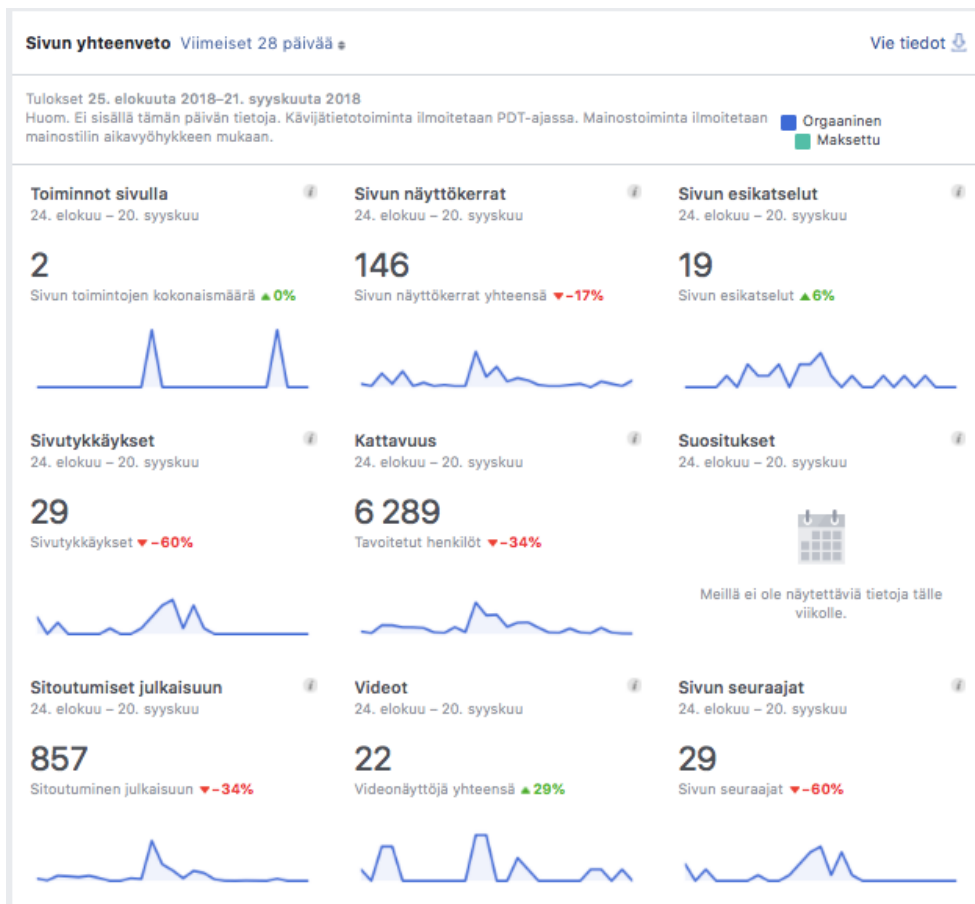 Sivun yhteenveto Viimeiset 28 päivää
Vie tiedot
Tulokset 25. elokuuta 2018–21. syyskuuta 2018
Huom. Ei sisällä tämän päivän tietoja. Kävijätietotoiminta ilmoitetaan PDT-ajassa. Mainostoiminta ilmoitetaan
mainostilin aikavyöhykkeen mukaan.
Orgaaninen
Maksettu
Toiminnot sivulla
24. elokuu – 20. syyskuu
2
Sivun toimintojen kokonaismäärä ▲0%
Sivun näyttökerrat
24. elokuu – 20. syyskuu
146
Sivun näyttökerrat yhteensä ▼-17%
Sivun esikatselut
24. elokuu – 20. syyskuu
19
Sivun esikatselut ▲6%
Sivutykkäykset
24. elokuu – 20. syyskuu
29
Sivutykkäykset ▼-60%
Kattavuus
24. elokuu – 20. syyskuu
6 289
Tavoitetut henkilöt ▼-34%
Suositukset
24. elokuu – 20. syyskuu
Meillä ei ole näytettäviä tietoja tälle
viikolle.
Sitoutumiset julkaisuun
24. elokuu – 20. syyskuu
857
Sitoutuminen julkaisuun ▼-34%
Videot
24. elokuu – 20. syyskuu
22
Videonäyttöjä yhteensä ▲29%
Sivun seuraajat
24. elokuu – 20. syyskuu
29
Sivun seuraajat ▼-60%